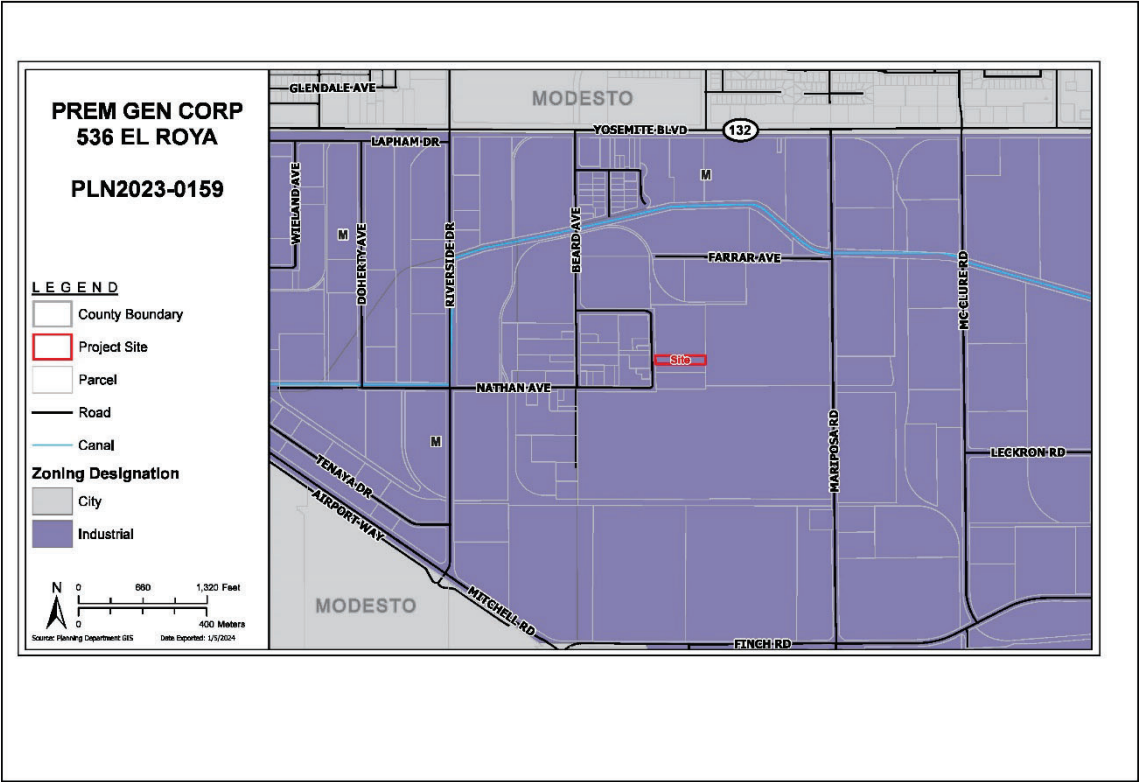 PREM GEN CORP
536 EL ROYA
PLN2023-0159
LEGEND
County Boundary
Project Site
Parcel
Road
Canal
Zoning Designation
City
Industrial
N
0 660 1,320 Feet
0 400 Meters
Source: Planning Department GIS Date Exported: 1/5/2024
GLENDALE AVE
MODESTO
YOSEMITE BLVD
132
LAPHAM DR
WIELAND AVE
M
DOHERTY AVE
RIVERSIDE DR
BEARD AVE
M
FARRAR AVE
MC CLURE RD
Site
NATHAN AVE
MARIPOSA RD
M
LECKRON RD
TENAYA DR
AIRPORT WAY
MODESTO
MITCHELL RD
FINCH RD